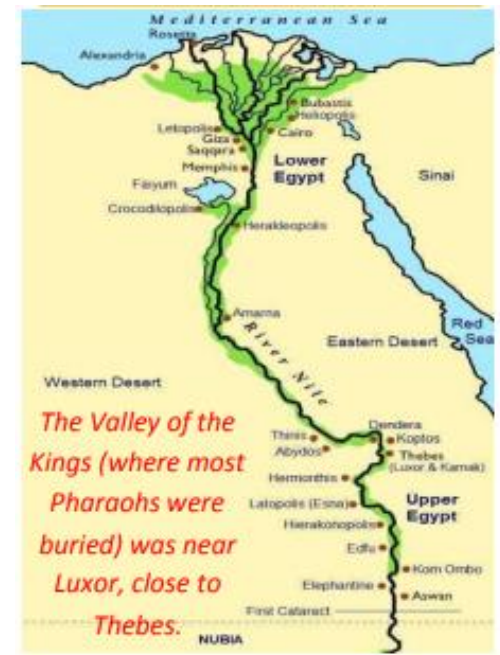 Mediterranean Sea
Rosetta
Alexandria
Bubastis
Heliopolis
Letopolis
Cairo
Giza
Saqqara
Lower
Egypt
Memphis
Sinai
Faiyum
Crocodilopolis
Herakleopolis
Amarna
River Nile
Red
Sea
Eastern Desert
Western Desert
The Valley of the
Kings (where most
Pharaohs were
buried) was near
Luxor, close to
Thebes.
Dendera
Thinis
Koptos
Abydos
Thebes
(Luxor & Karnak)
Hermonthis
Latopolis (Esna)
Upper
Egypt
Hierakonopolis
Edfu
Kom Ombo
Elephantine
Aswan
First Cataract
NUBIA